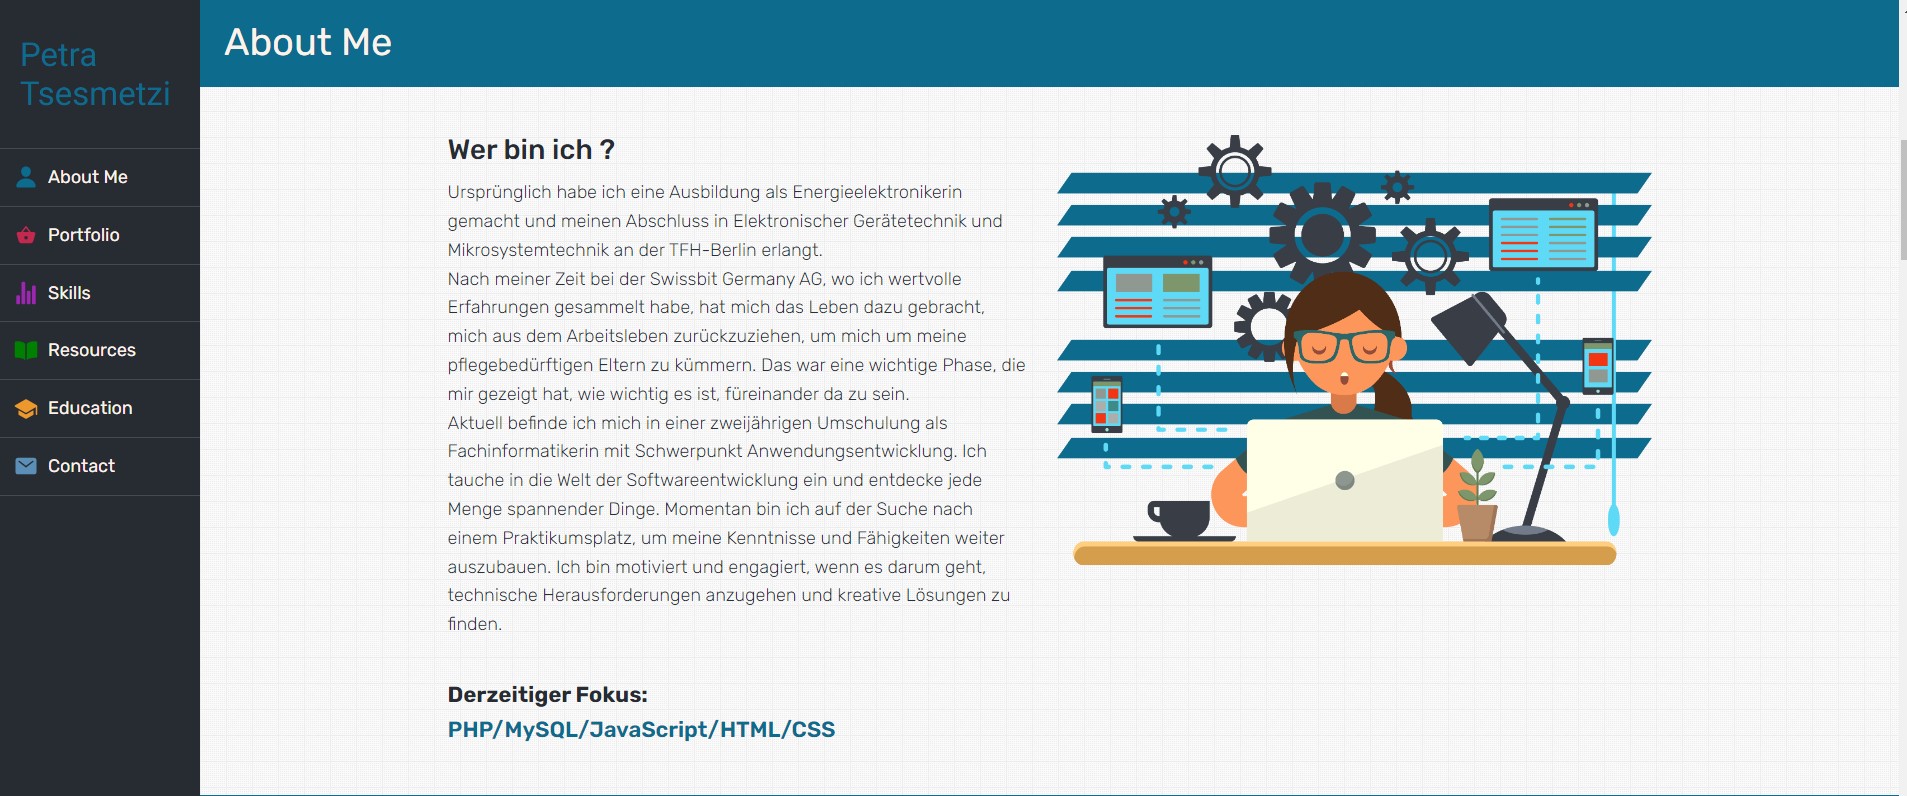 Petra
Tsesmetzi
About Me
Portfolio
Skills
Resources
Education
Contact
About Me
Wer bin ich ?
Ursprünglich habe ich eine Ausbildung als Energieelektronikerin
gemacht und meinen Abschluss in Elektronischer Gerätetechnik und
Mikrosystemtechnik an der TFH-Berlin erlangt.
Nach meiner Zeit bei der Swissbit Germany AG, wo ich wertvolle
Erfahrungen gesammelt habe, hat mich das Leben dazu gebracht,
mich aus dem Arbeitsleben zurückzuziehen, um mich um meine
pflegebedürftigen Eltern zu kümmern. Das war eine wichtige Phase, die
mir gezeigt hat, wie wichtig es ist, füreinander da zu sein.
Aktuell befinde ich mich in einer zweijährigen Umschulung als
Fachinformatikerin mit Schwerpunkt Anwendungsentwicklung. Ich
tauche in die Welt der Softwareentwicklung ein und entdecke jede
Menge spannender Dinge. Momentan bin ich auf der Suche nach
einem Praktikumsplatz, um meine Kenntnisse und Fähigkeiten weiter
auszubauen. Ich bin motiviert und engagiert, wenn es darum geht,
technische Herausforderungen anzugehen und kreative Lösungen zu
finden.
Derzeitiger Fokus:
PHP/MySQL/JavaScript/HTML/CSS